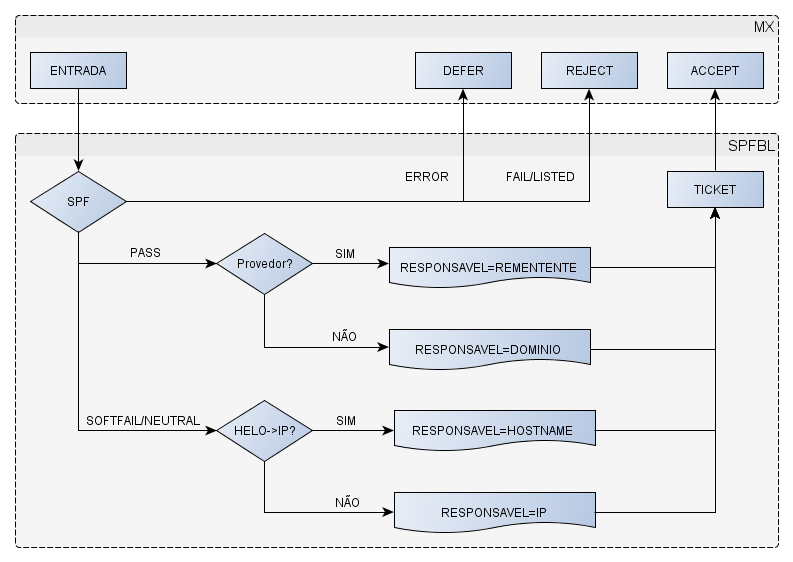 MX
ENTRADA
DEFER
REJECT
ACCEPT
SPFBL
ERROR
FAIL/LISTED
TICKET
SPF
PASS
Provedor?
SIM
RESPONSAVEL=REMENTENTE
NÃO
RESPONSAVEL=DOMINIO
SOFTFAIL/NEUTRAL
HELO->IP?
SIM
RESPONSAVEL=HOSTNAME
NÃO
RESPONSAVEL=IP